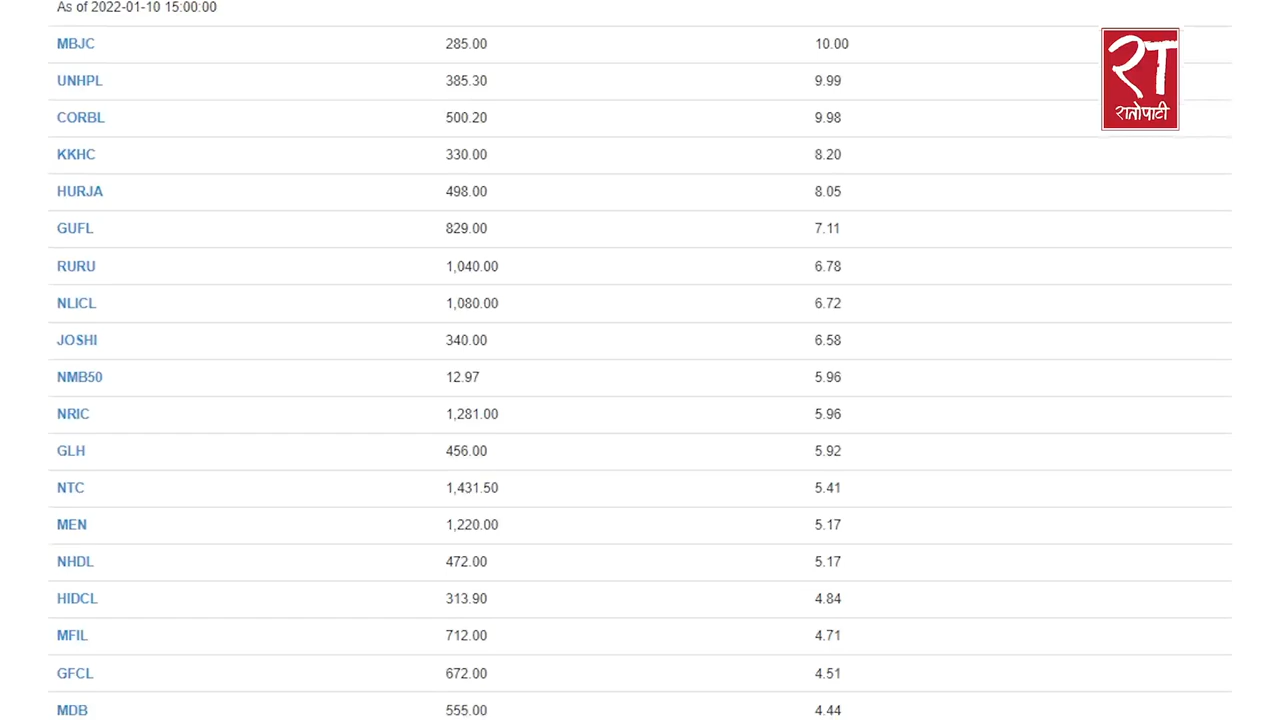 As of 2022-01-10 15:00:00
MBJC 285.00 10.00
UNHPL 385.30 9.99
CORBL 500.20 9.98
KKHC 330.00 8.20
HURJA 498.00 8.05
GUFL 829.00 7.11
RURU 1,040.00 6.78
NLICL 1,080.00 6.72
JOSHI 340.00 6.58
NMB50 12.97 5.96
NRIC 1,281.00 5.96
GLH 456.00 5.92
NTC 1,431.50 5.41
MEN 1,220.00 5.17
NHDL 472.00 5.17
HIDCL 313.90 4.84
MFIL 712.00 4.71
GFCL 672.00 4.51
MDB 555.00 4.44
रा
रातोपाटी